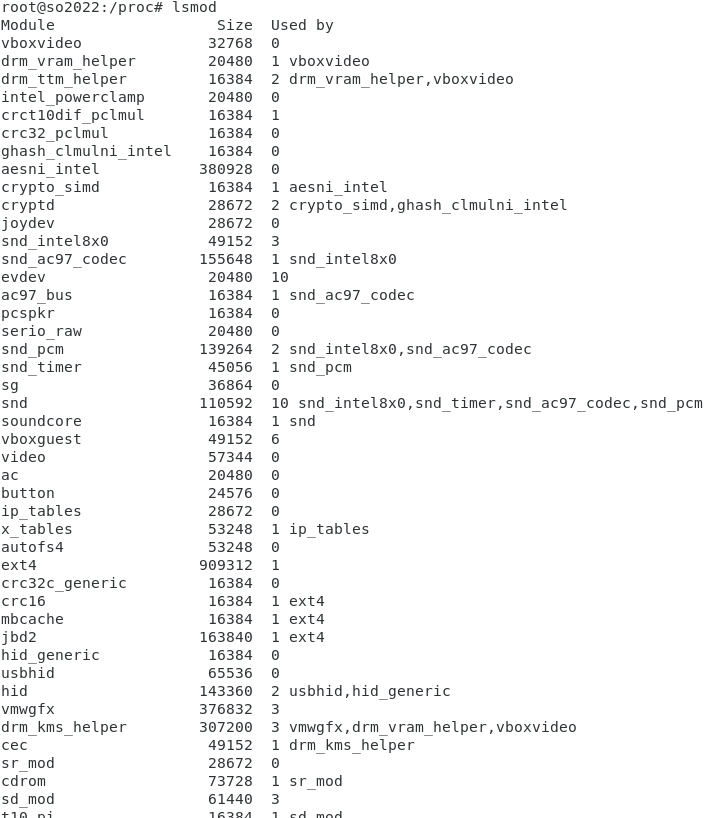 root@so2022:/proc# lsmod
Module                  Size  Used by
vboxvideo              32768  0
drm_vram_helper        20480  1 vboxvideo
drm_ttm_helper         16384  2 drm_vram_helper,vboxvideo
intel_powerclamp       20480  0
crct10dif_pclmul       16384  1
crc32_pclmul           16384  0
ghash_clmulni_intel    16384  0
aesni_intel           380928  0
crypto_simd            16384  1 aesni_intel
cryptd                 28672  2 crypto_simd,ghash_clmulni_intel
joydev                 28672  0
snd_intel8x0           49152  3
snd_ac97_codec        155648  1 snd_intel8x0
evdev                  20480  10
ac97_bus               16384  1 snd_ac97_codec
pcspkr                 16384  0
serio_raw              20480  0
snd_pcm               139264  2 snd_intel8x0,snd_ac97_codec
snd_timer              45056  1 snd_pcm
sg                     36864  0
snd                   110592  10 snd_intel8x0,snd_timer,snd_ac97_codec,snd_pcm
soundcore              16384  1 snd
vboxguest              49152  6
video                  57344  0
ac                     20480  0
button                 24576  0
ip_tables              28672  0
x_tables               53248  1 ip_tables
autofs4                53248  0
ext4                  909312  1
crc32c_generic         16384  0
crc16                  16384  1 ext4
mbcache                16384  1 ext4
jbd2                  163840  1 ext4
hid_generic            16384  0
usbhid                 65536  0
hid                   143360  2 usbhid,hid_generic
vmwgfx                376832  3
drm_kms_helper        307200  3 vmwgfx,drm_vram_helper,vboxvideo
cec                    49152  1 drm_kms_helper
sr_mod                 28672  0
cdrom                  73728  1 sr_mod
sd_mod                 61440  3
t10_pi                 16384  1 sd_mod